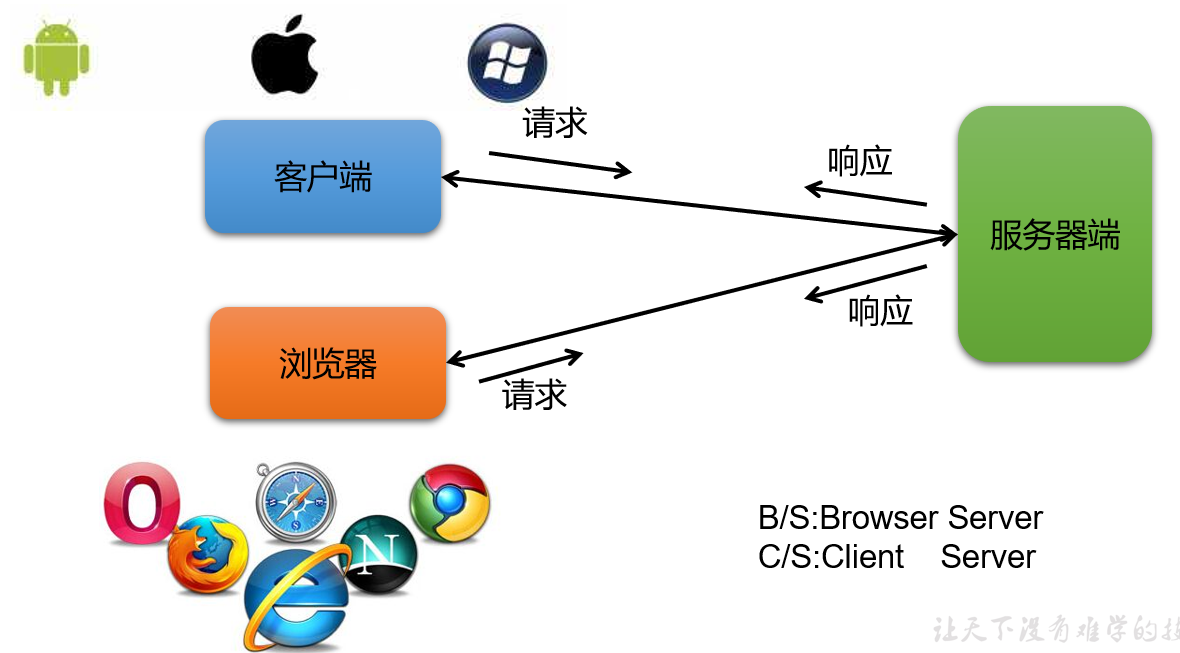 请求
客户端
响应
服务器端
响应
浏览器
请求
B/S:Browser Server
C/S:Client Server
让天下没有难学的技